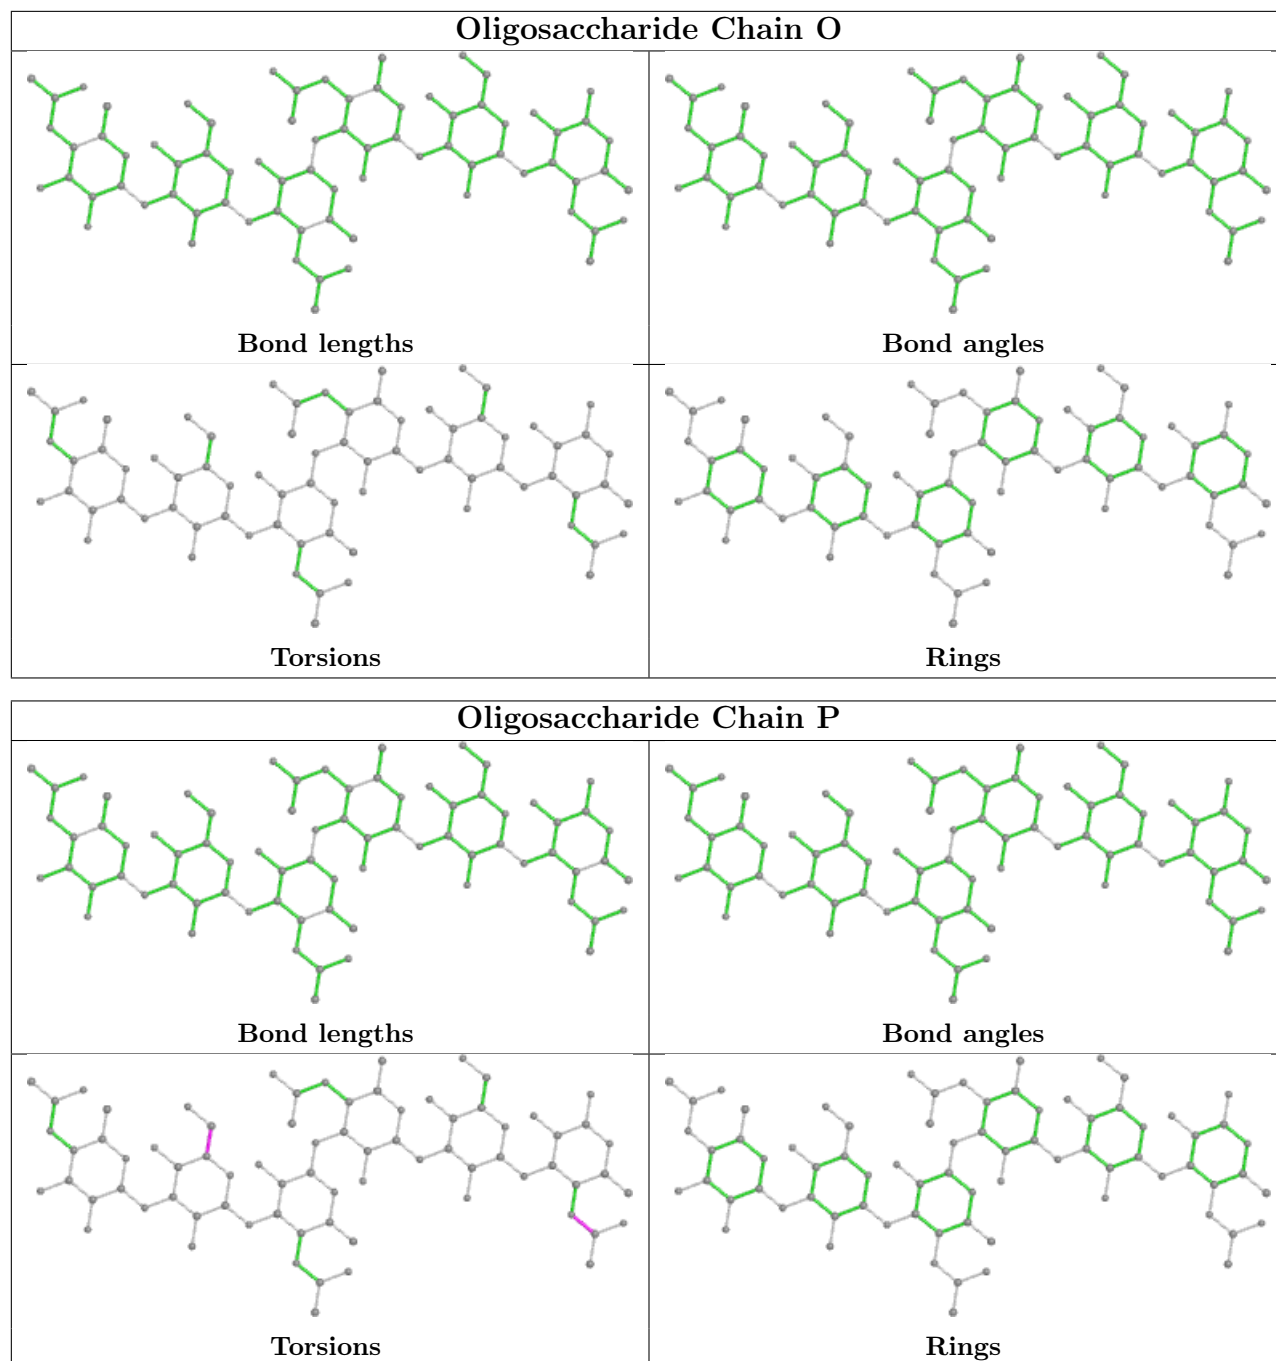 Oligosaccharide Chain O
Bond lengths
Bond angles
Torsions
Rings
Oligosaccharide Chain P
Bond lengths
Bond angles
Torsions
Rings